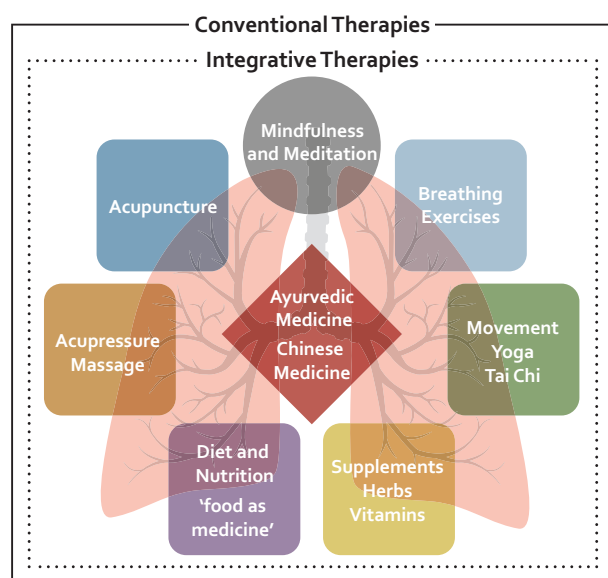 Conventional Therapies
Integrative Therapies
Mindfulness
and Meditation
Acupuncture
Breathing
Exercises
Ayurvedic
Medicine
Chinese
Medicine
Acupressure
Massage
Movement
Yoga
Tai Chi
Diet and
Nutrition
‘food as
medicine’
Supplements
Herbs
Vitamins